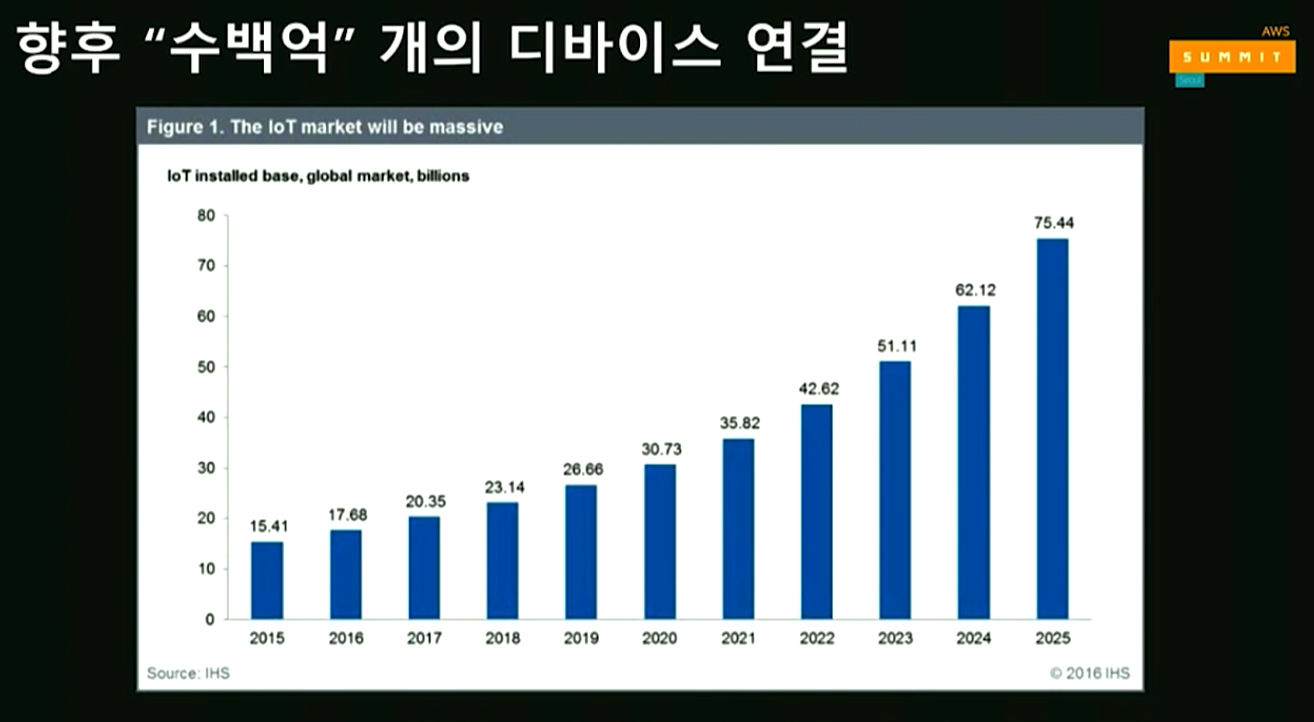 향후 “수백억” 개의 디바이스 연결
AWS
SUMMIT
Seoul
Figure 1. The IoT market will be massive
IoT installed base, global market, billions
80
70
60
50
40
30
20
10
0
15.41
17.68
20.35
23.14
26.66
30.73
35.82
42.62
51.11
62.12
75.44
2015 2016 2017 2018 2019 2020 2021 2022 2023 2024 2025
Source: IHS
© 2016 IHS